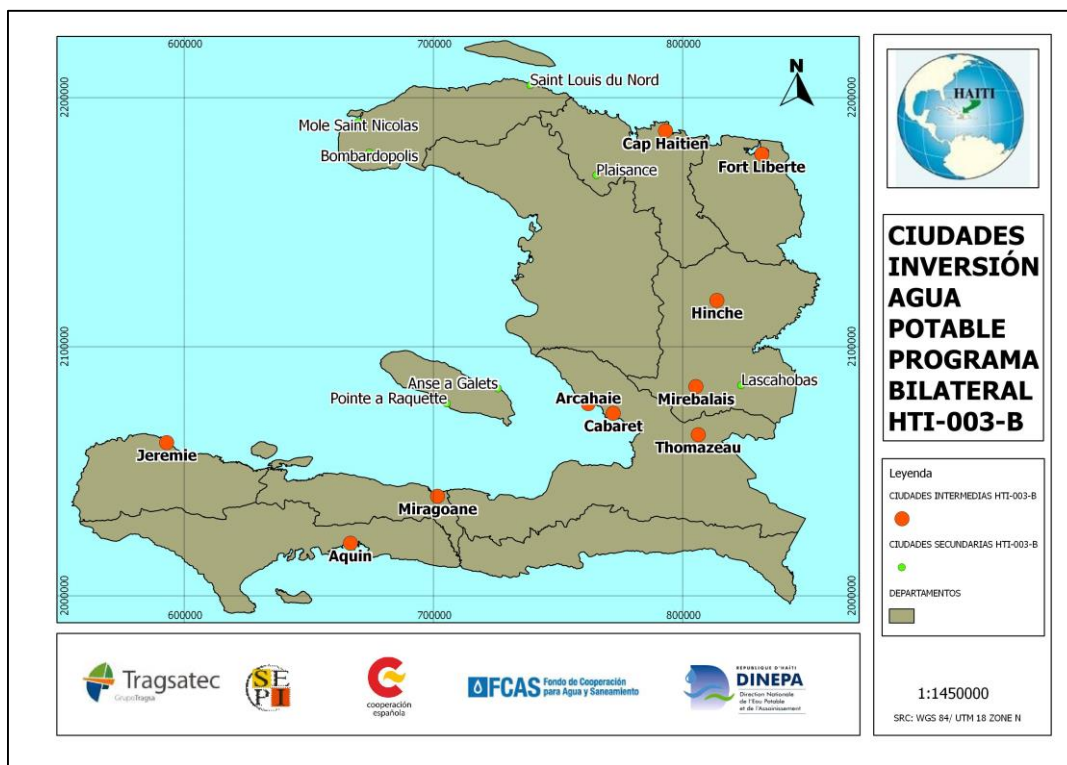 600000
700000
800000
N
2200000
2200000
Saint Louis du Nord
Mole Saint Nicolas
Bombardopolis
Cap Haitien
Fort Liberte
Plaisance
Hinche
2100000
2100000
Anse a Galets
Pointe a Raquette
Arcahaie
Cabaret
Mirebalais
Lascahobas
Thomazeau
Jeremie
Miragoane
Aquin
2000000
2000000
600000
700000
800000
HAITI
CIUDADES
INVERSIÓN
AGUA
POTABLE
PROGRAMA
BILATERAL
HTI-003-B
Leyenda
CIUDADES INTERMEDIAS HTI-003-B
CIUDADES SECUNDARIAS HTI-003-B
DEPARTAMENTOS
1:1450000
SRC: WGS 84/ UTM 18 ZONE N
Tragsatec
Grupo Tragsa
SE
PI
cooperación
española
FCAS
Fondo de Cooperación
para Agua y Saneamiento
REPUBLIQUE D'HAÏTI
DINEPA
Direction Nationale
de l'Eau Potable
et de l'Assainissement